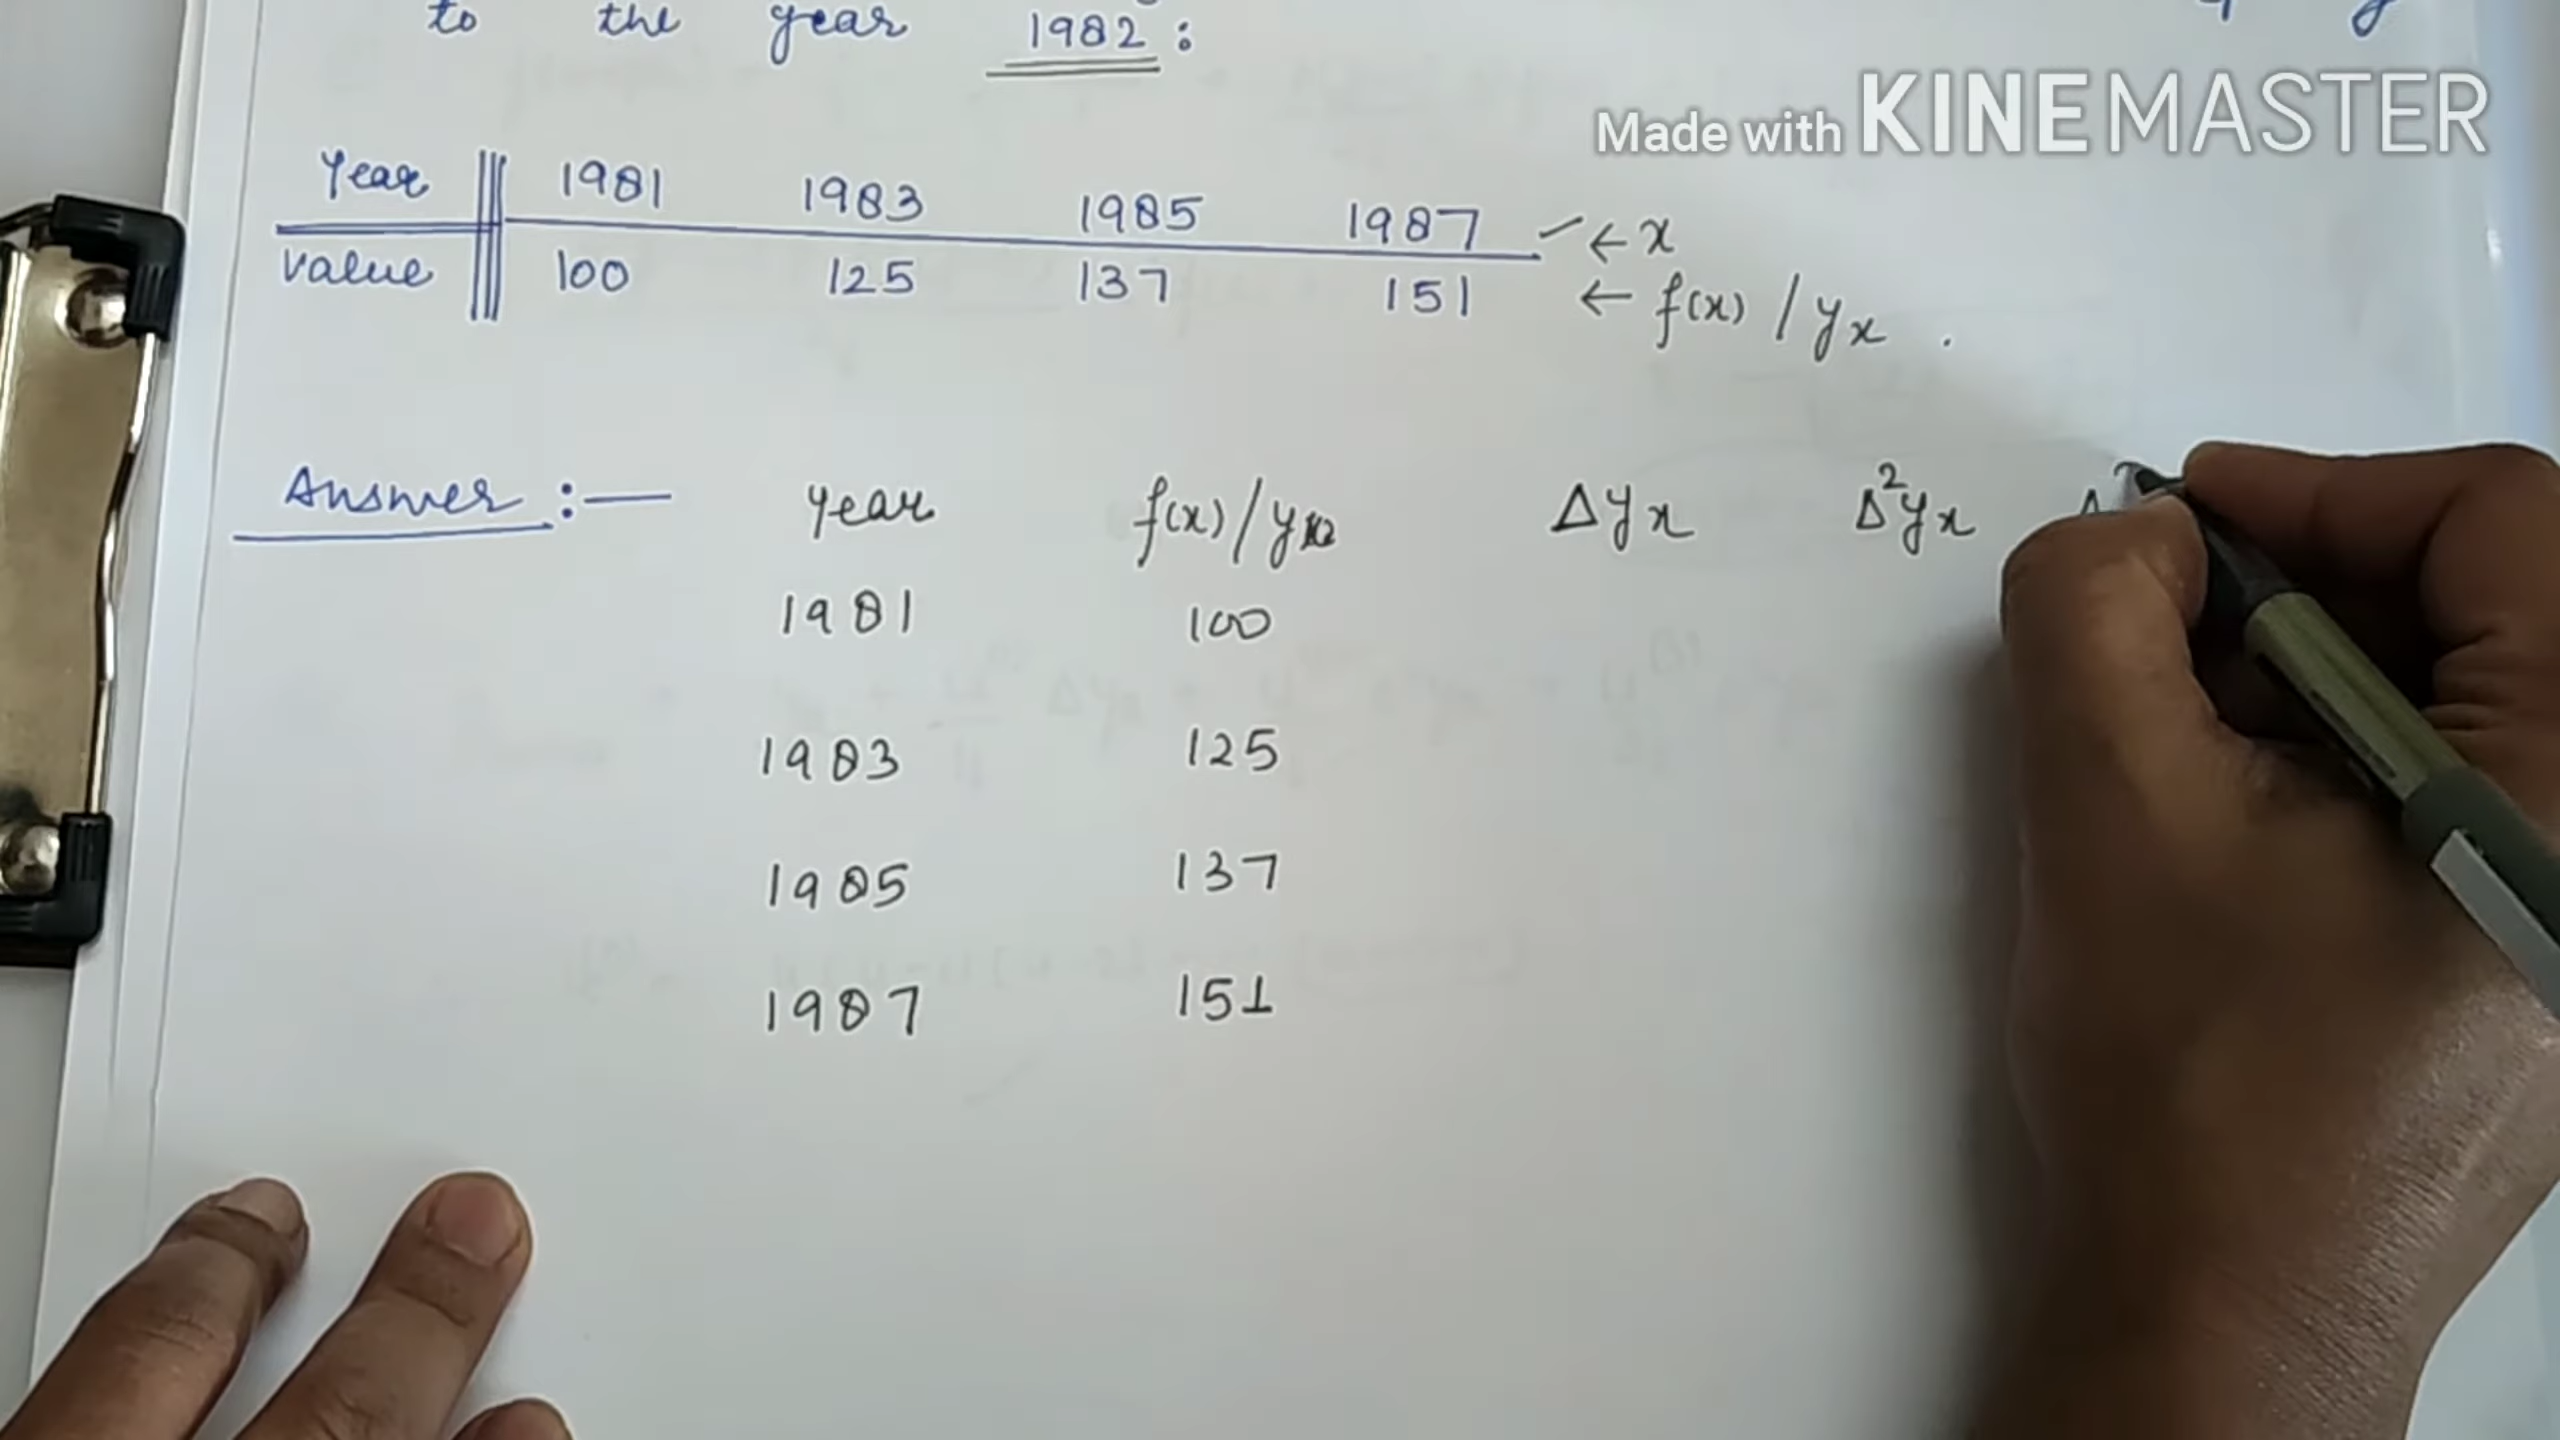 to the year 1982 :
Made with KINEMASTER
Year 1981 1983 1985 1987 ← x
value 100 125 137 151 ← f(x) / yx .
Answer :— year f(x)/yx Δyx Δ²yx
1981 100
1983 125
1985 137
1987 151